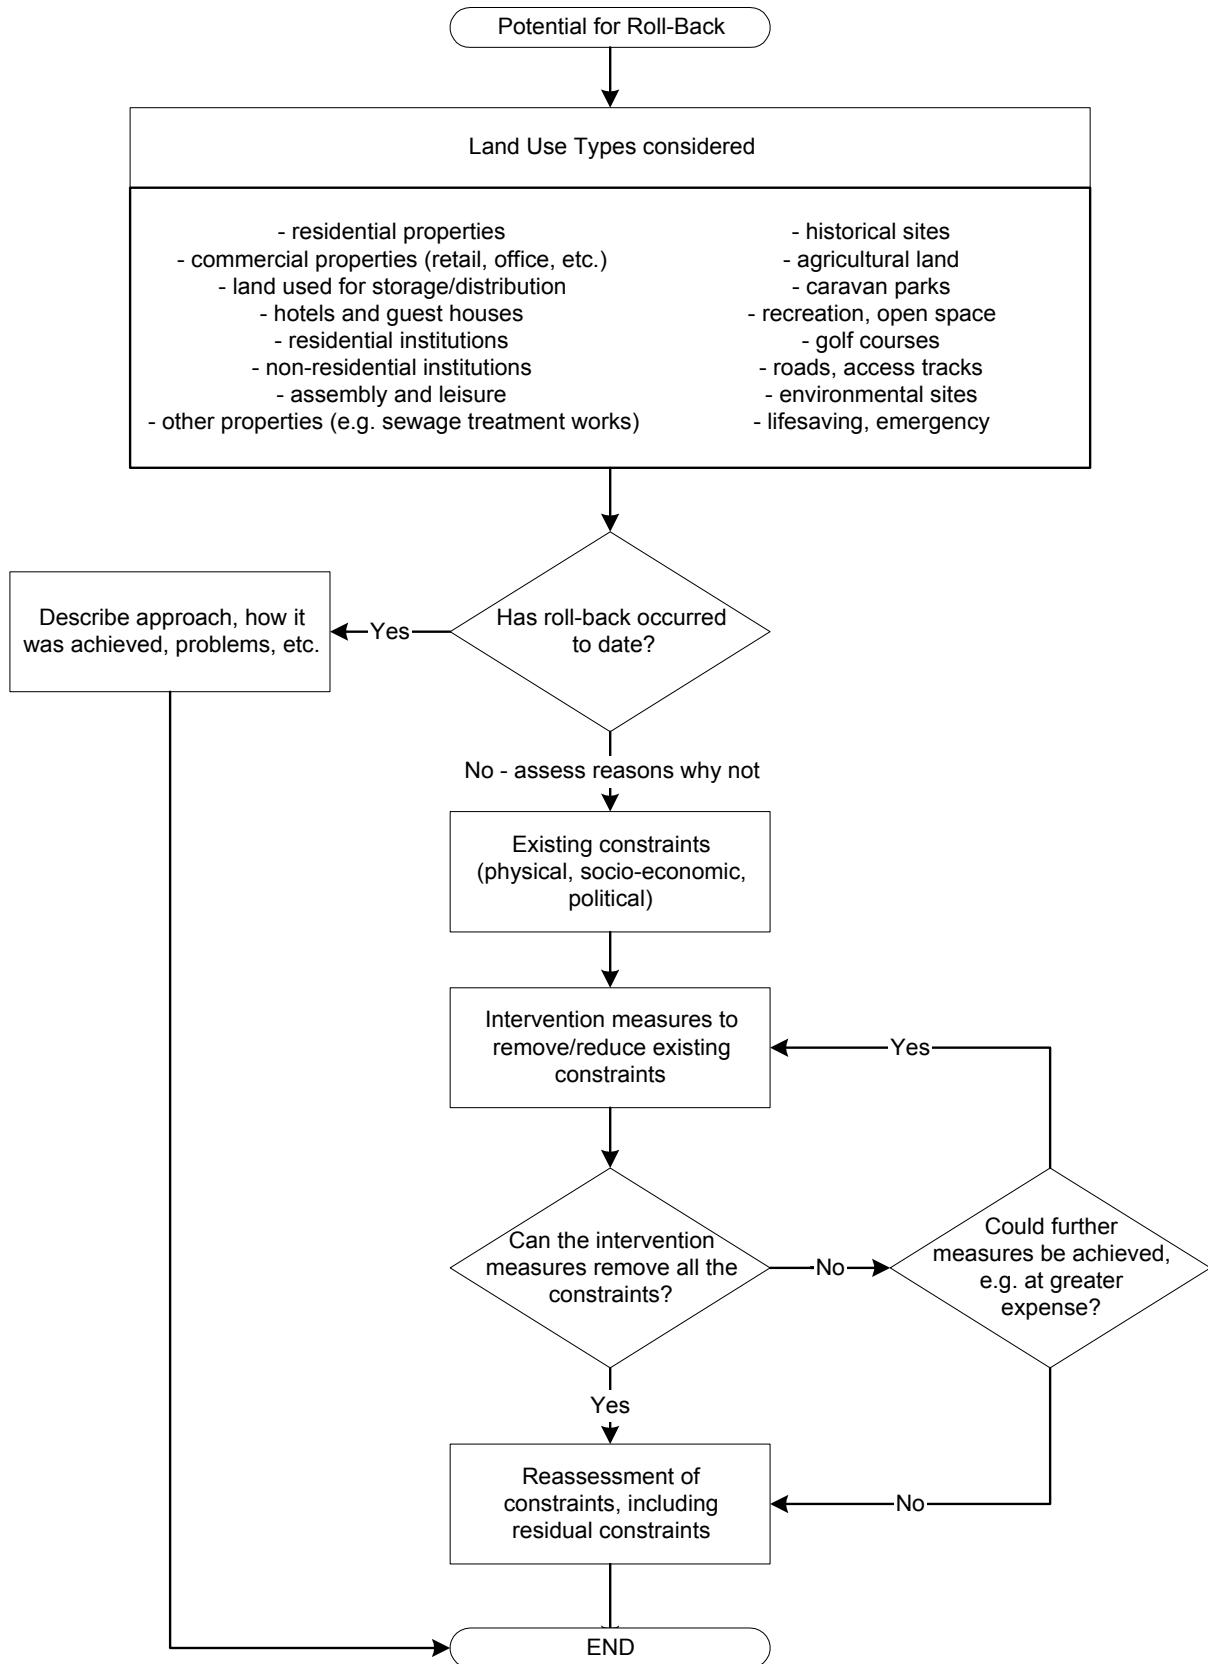 Potential for Roll-Back
Land Use Types considered
- residential properties
- commercial properties (retail, office, etc.)
- land used for storage/distribution
- hotels and guest houses
- residential institutions
- non-residential institutions
- assembly and leisure
- other properties (e.g. sewage treatment works)
- historical sites
- agricultural land
- caravan parks
- recreation, open space
- golf courses
- roads, access tracks
- environmental sites
- lifesaving, emergency
Has roll-back occurred
to date?
Yes
Describe approach, how it
was achieved, problems, etc.
No - assess reasons why not
Existing constraints
(physical, socio-economic,
political)
Intervention measures to
remove/reduce existing
constraints
Yes
Can the intervention
measures remove all the
constraints?
No
Could further
measures be achieved,
e.g. at greater
expense?
Yes
Reassessment of
constraints, including
residual constraints
No
END